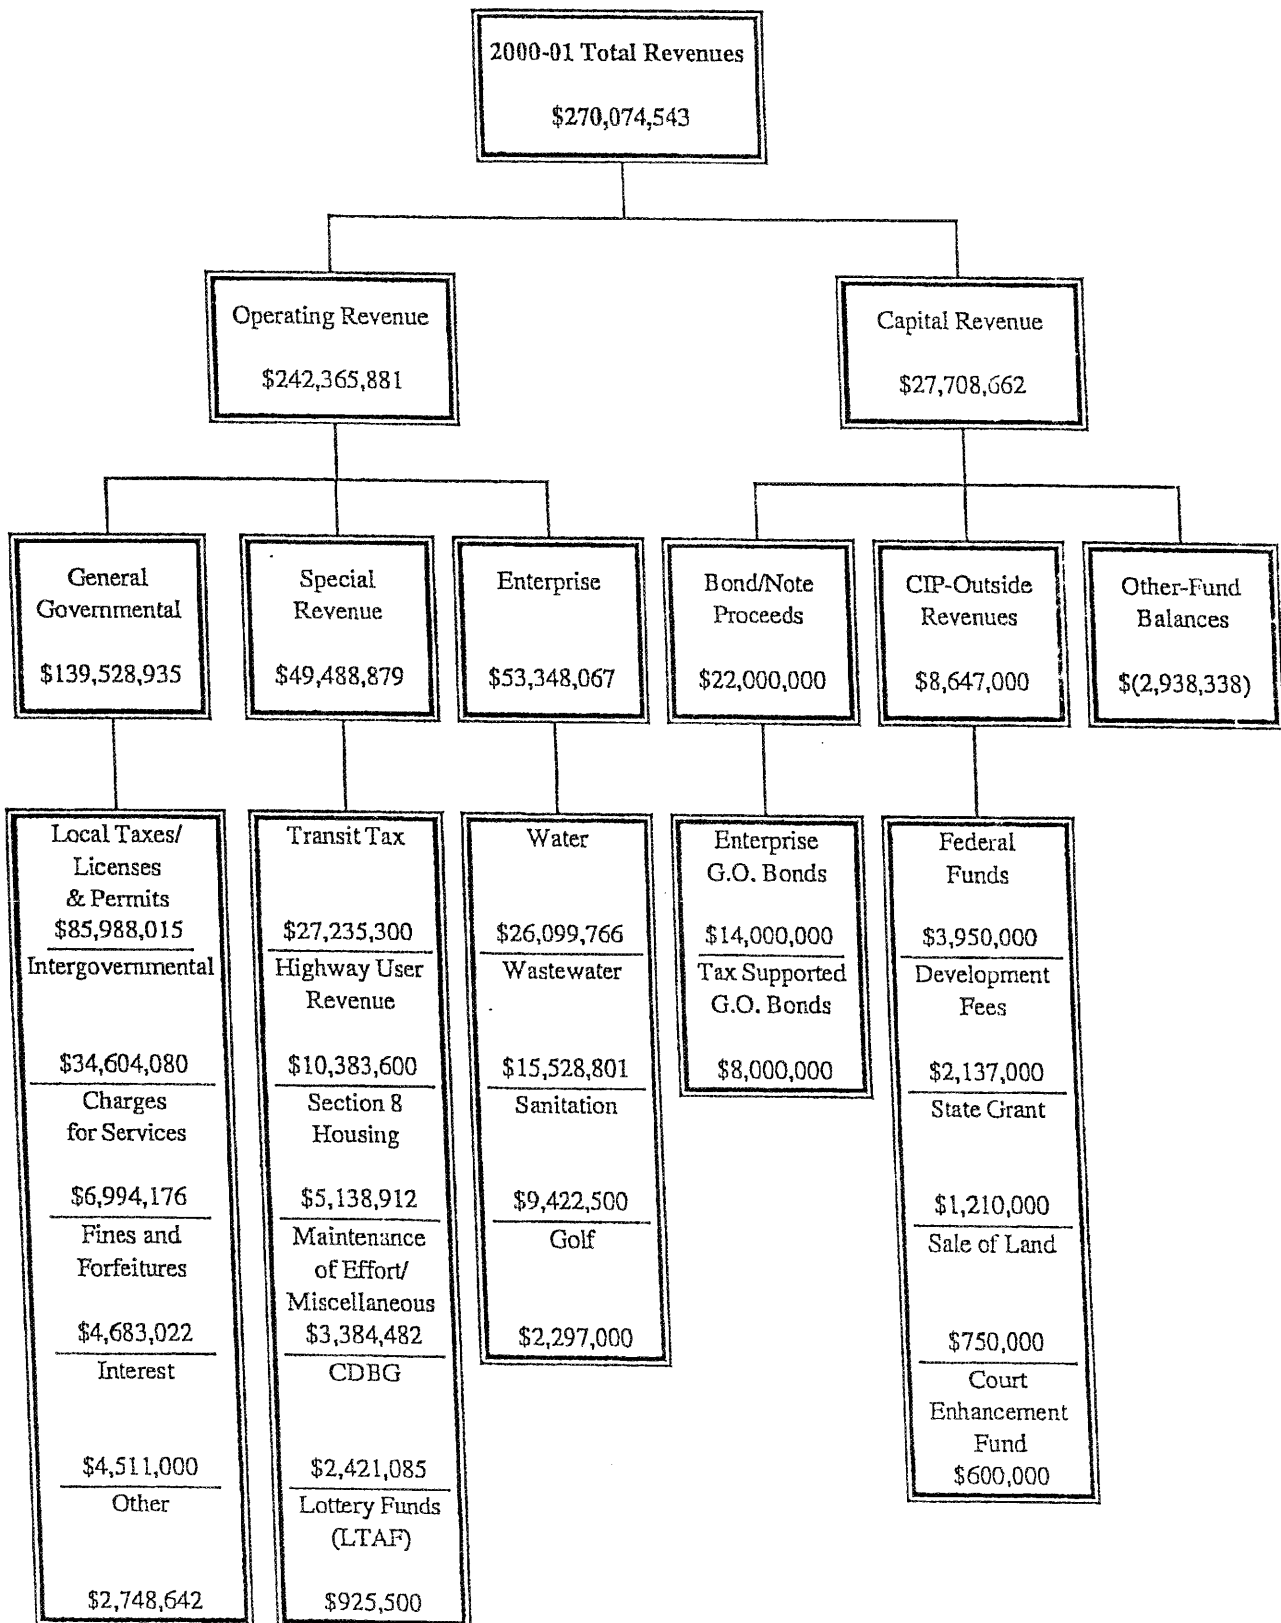 2000-01 Total Revenues
$270,074,543
Operating Revenue
$242,365,881
Capital Revenue
$27,708,662
General
Governmental
$139,528,935
Special
Revenue
$49,488,879
Enterprise
$53,348,067
Bond/Note
Proceeds
$22,000,000
CIP-Outside
Revenues
$8,647,000
Other-Fund
Balances
$(2,938,338)
Local Taxes/
Licenses
& Permits
$85,988,015
Intergovernmental
$34,604,080
Charges
for Services
$6,994,176
Fines and
Forfeitures
$4,683,022
Interest
$4,511,000
Other
$2,748,642
Transit Tax
$27,235,300
Highway User
Revenue
$10,383,600
Section 8
Housing
$5,138,912
Maintenance
of Effort/
Miscellaneous
$3,384,482
CDBG
$2,421,085
Lottery Funds
(LTAF)
$925,500
Water
$26,099,766
Wastewater
$15,528,801
Sanitation
$9,422,500
Golf
$2,297,000
Enterprise
G.O. Bonds
$14,000,000
Tax Supported
G.O. Bonds
$8,000,000
Federal
Funds
$3,950,000
Development
Fees
$2,137,000
State Grant
$1,210,000
Sale of Land
$750,000
Court
Enhancement
Fund
$600,000